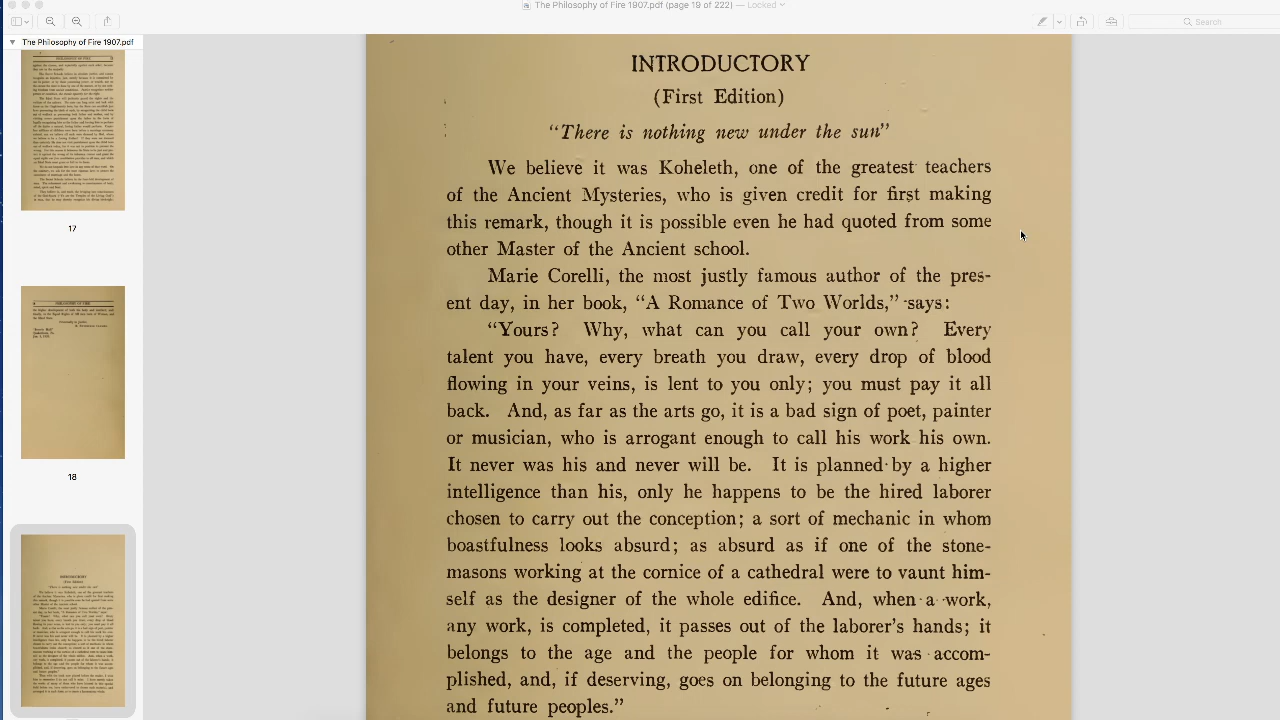 The Philosophy of Fire 1907.pdf (page 19 of 222) — Locked
Search
The Philosophy of Fire 1907.pdf
17
18
INTRODUCTORY
(First Edition)
"There is nothing new under the sun"
We believe it was Koheleth, one of the greatest teachers
of the Ancient Mysteries, who is given credit for first making
this remark, though it is possible even he had quoted from some
other Master of the Ancient school.
Marie Corelli, the most justly famous author of the pres-
ent day in her book, "A Romance of Two Worlds," says:
"Yours? Why, what can you call your own? Every
talent you have, every breath you draw, every drop of blood
flowing in your veins, is lent to you only; you must pay it all
back. And, as far as the arts go, it is a bad sign of poet, painter
or musician, who is arrogant enough to call his work his own.
It never was his and never will be. It is planned by a higher
intelligence than his, only he happens to be the hired laborer
chosen to carry out the conception; a sort of mechanic in whom
boastfulness looks absurd; as absurd as if one of the stone-
masons working at the cornice of a cathedral were to vaunt him-
self as the designer of the whole edifice. And when a work,
any work, is completed, it passes out of the laborer's hands; it
belongs to the age and the people for whom it was accom-
plished, and, if deserving, goes on belonging to the future ages
and future peoples."